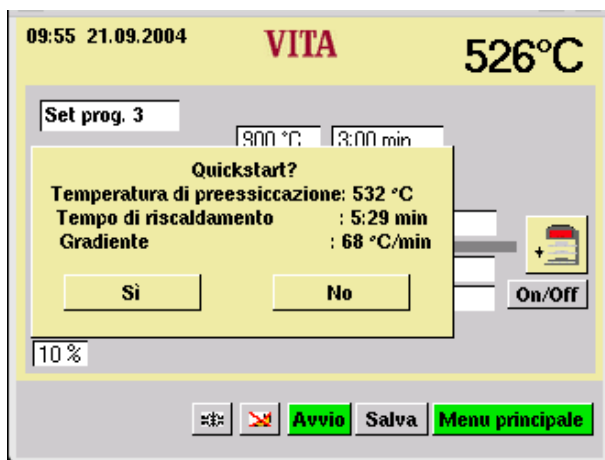 09:55 21.09.2004
VITA
526°C
Set prog. 3
900 °C
3:00 min
Quickstart?
Temperatura di preessiccazione: 532 °C
Tempo di riscaldamento : 5:29 min
Gradiente : 68 °C/min
Sì
No
On/Off
10 %
Avvio
Salva
Menu principale